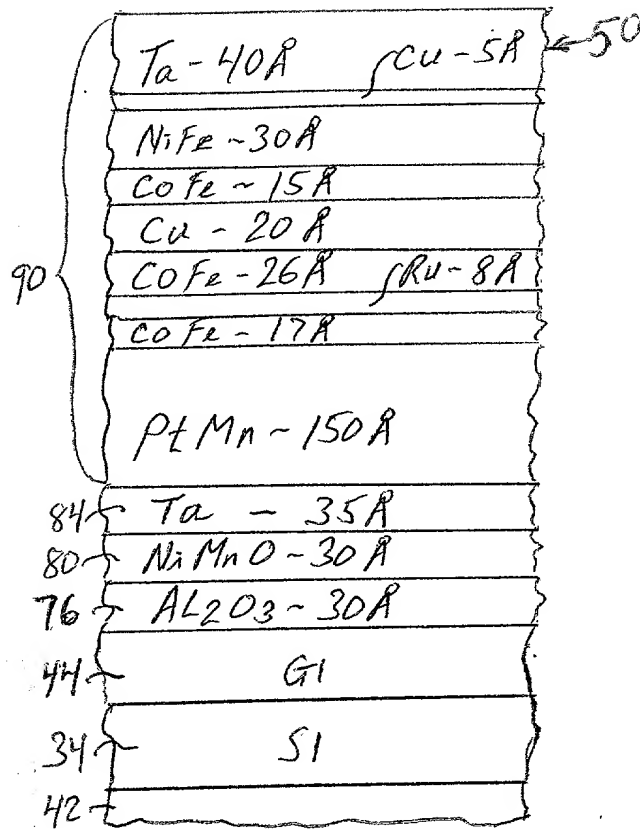 50
Ta - 40Å Cu - 5Å
NiFe - 30Å
CoFe - 15Å
Cu - 20Å
90
CoFe - 26Å Ru - 8Å
CoFe - 17Å
PtMn - 150Å
84 Ta - 35Å
80 NiMnO - 30Å
76 AL2O3 - 30Å
44 G1
34 S1
42